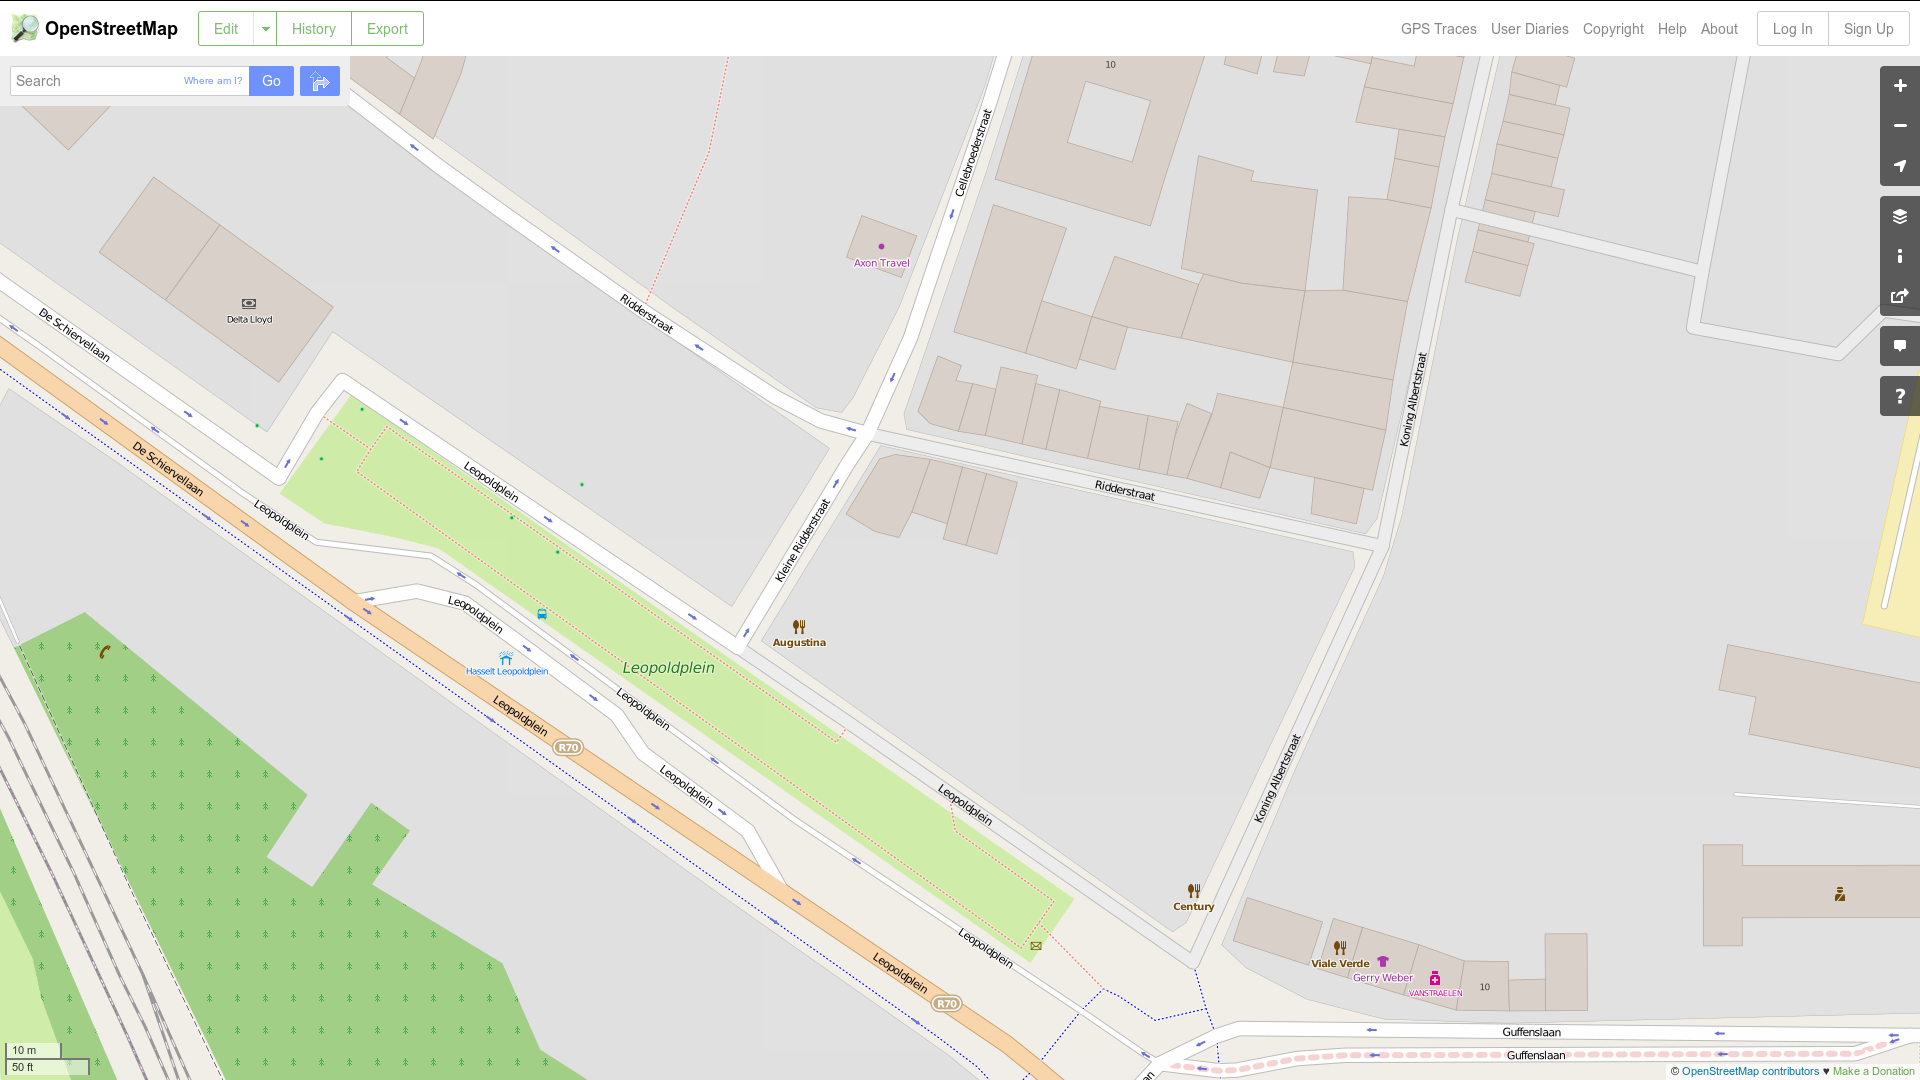 OpenStreetMap
Edit
History
Export
GPS Traces
User Diaries
Copyright
Help
About
Log In
Sign Up
Search
Where am I?
Go
10
Cellebroederstraat
Axon Travel
Ridderstraat
Delta Lloyd
De Schiervellaan
Koning Albertstraat
De Schiervellaan
Leopoldplein
Ridderstraat
Leopoldplein
Kleine Ridderstraat
Leopoldplein
Augustina
Hasselt Leopoldplein
Leopoldplein
Leopoldplein
Leopoldplein
R70
Leopoldplein
Leopoldplein
Koning Albertstraat
Century
Leopoldplein
Leopoldplein
R70
Viale Verde
Gerry Weber
VANSTRAELEN
10
Guffenslaan
Guffenslaan
10 m
50 ft
© OpenStreetMap contributors ♥ Make a Donation